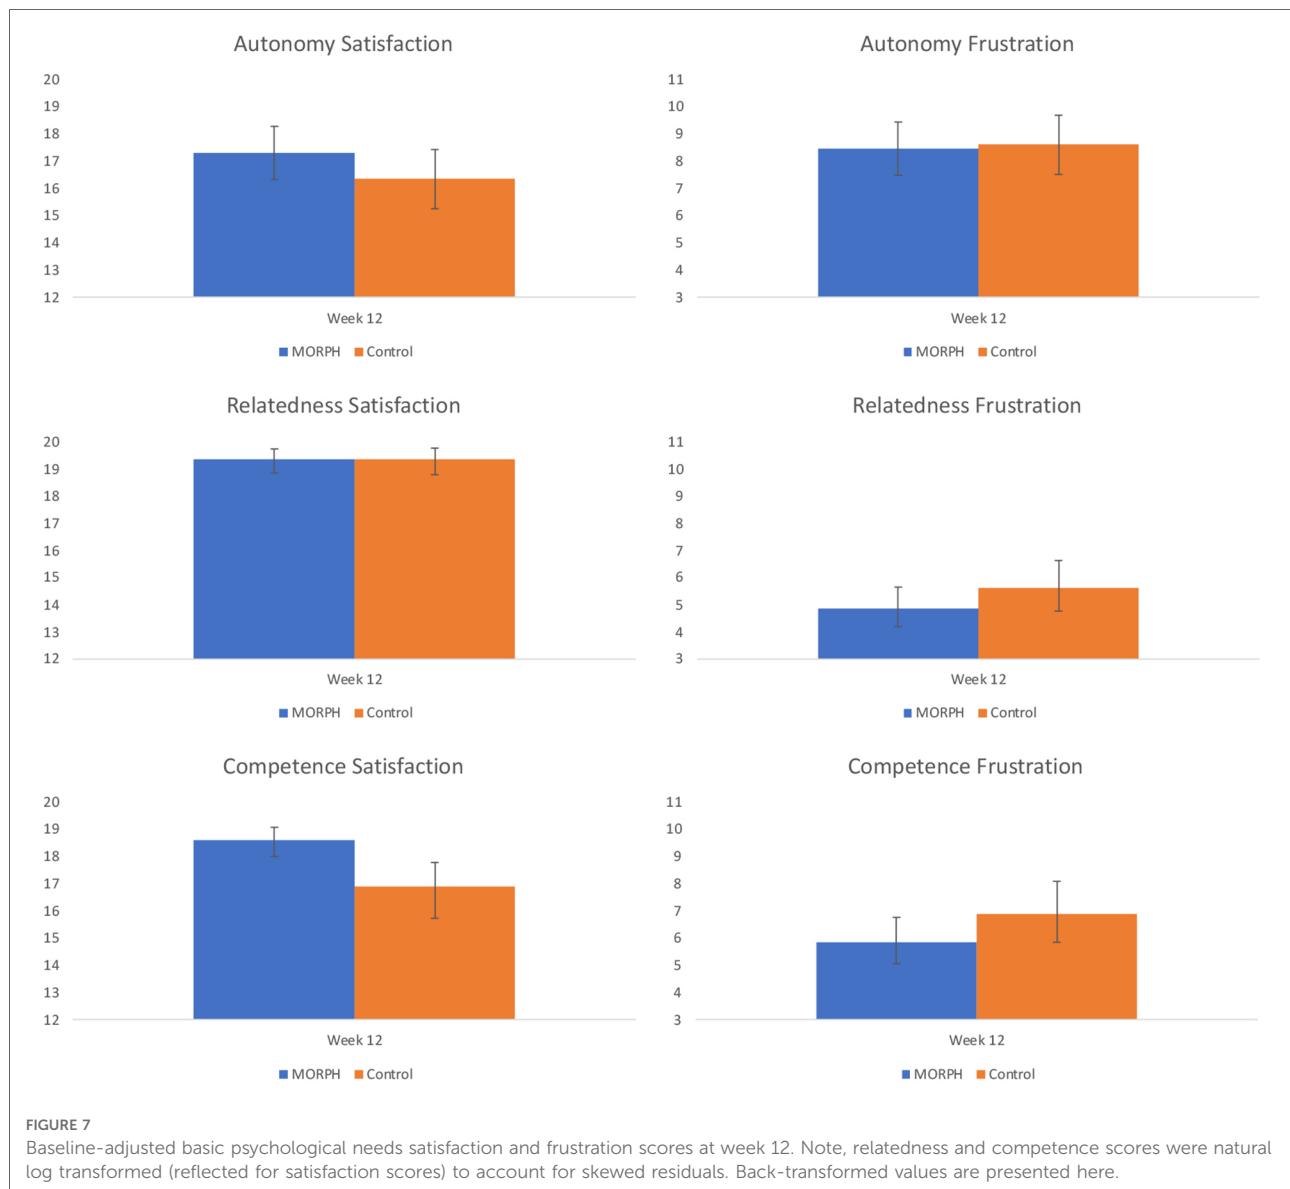 Autonomy Satisfaction
20
19
18
17
16
15
14
13
12
Week 12
MORPH Control
Autonomy Frustration
11
10
9
8
7
6
5
4
3
Week 12
MORPH Control
Relatedness Satisfaction
20
19
18
17
16
15
14
13
12
Week 12
MORPH Control
Relatedness Frustration
11
10
9
8
7
6
5
4
3
Week 12
MORPH Control
Competence Satisfaction
20
19
18
17
16
15
14
13
12
Week 12
MORPH Control
Competence Frustration
11
10
9
8
7
6
5
4
3
Week 12
MORPH Control
FIGURE 7
Baseline-adjusted basic psychological needs satisfaction and frustration scores at week 12. Note, relatedness and competence scores were natural
log transformed (reflected for satisfaction scores) to account for skewed residuals. Back-transformed values are presented here.